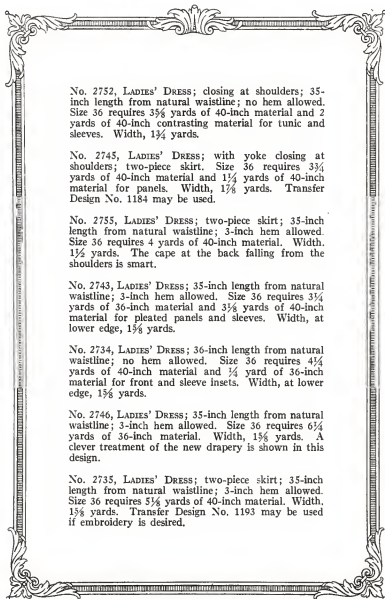 No. 2752, LADIES' DRESS; closing at shoulders; 35-
inch length from natural waistline; no hem allowed.
Size 36 requires 3⅝ yards of 40-inch material and 2
yards of 40-inch contrasting material for tunic and
sleeves. Width, 1¾ yards.
No. 2745, LADIES' DRESS; with yoke closing at
shoulders; two-piece skirt. Size 36 requires 3¾
yards of 40-inch material and 1¼ yards of 40-inch
material for panels. Width, 1⅞ yards. Transfer
Design No. 1184 may be used.
No. 2755, LADIES' DRESS; two-piece skirt; 35-inch
length from natural waistline; 3-inch hem allowed.
Size 36 requires 4 yards of 40-inch material. Width.
1½ yards. The cape at the back falling from the
shoulders is smart.
No. 2743, LADIES' DRESS; 35-inch length from natural
waistline; 3-inch hem allowed. Size 36 requires 3¼
yards of 36-inch material and 3⅛ yards of 40-inch
material for pleated panels and sleeves. Width, at
lower edge, 1⅝ yards.
No. 2734, LADIES' DRESS; 36-inch length from natural
waistline; no hem allowed. Size 36 requires 4¼
yards of 40-inch material and ¼ yard of 36-inch
material for front and sleeve insets. Width, at lower
edge, 1⅝ yards.
No. 2746, LADIES' DRESS; 35-inch length from natural
waistline; 3-inch hem allowed. Size 36 requires 6¼
yards of 36-inch material. Width, 1⅝ yards. A
clever treatment of the new drapery is shown in this
design.
No. 2735, LADIES' DRESS; two-piece skirt; 35-inch
length from natural waistline; 3-inch hem allowed.
Size 36 requires 5⅛ yards of 40-inch material. Width,
1⅝ yards. Transfer Design No. 1193 may be used
if embroidery is desired.